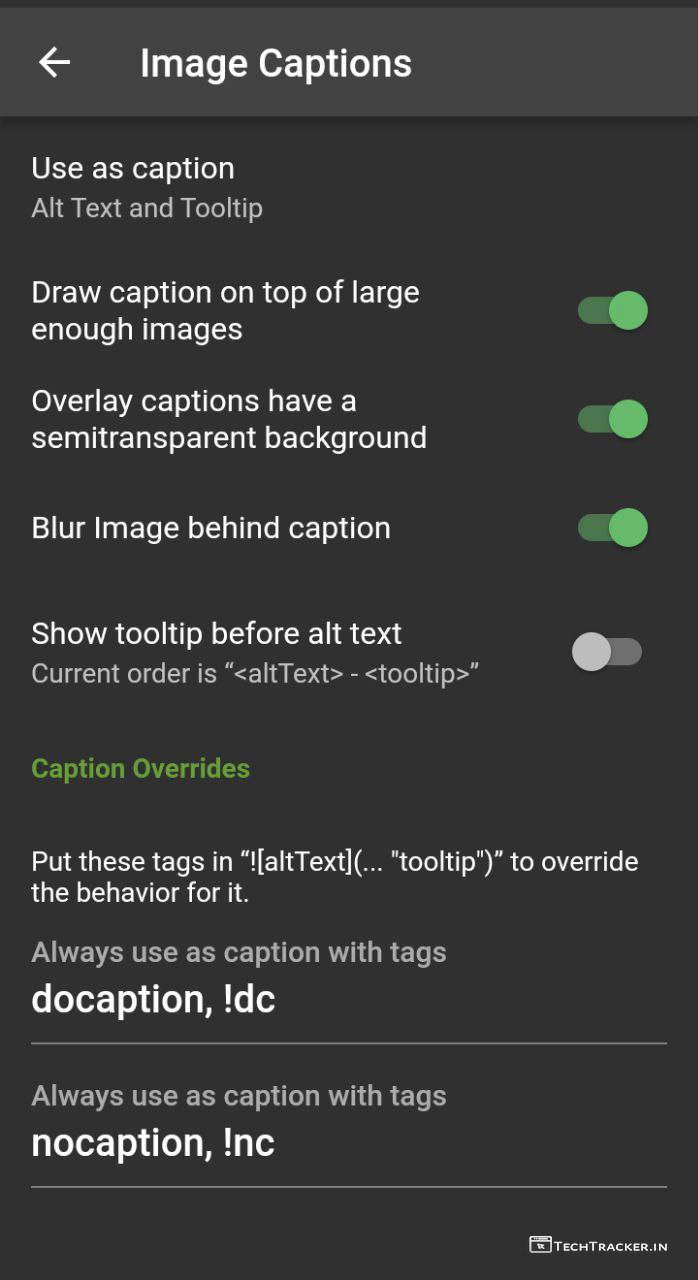 Image Captions
Use as caption
Alt Text and Tooltip
Draw caption on top of large
enough images
Overlay captions have a
semitransparent background
Blur Image behind caption
Show tooltip before alt text
Current order is “<altText> - <tooltip>”
Caption Overrides
Put these tags in “![altText](... "tooltip")” to override
the behavior for it.
Always use as caption with tags
docaption, !dc
Always use as caption with tags
nocaption, !nc
TechTracker.in